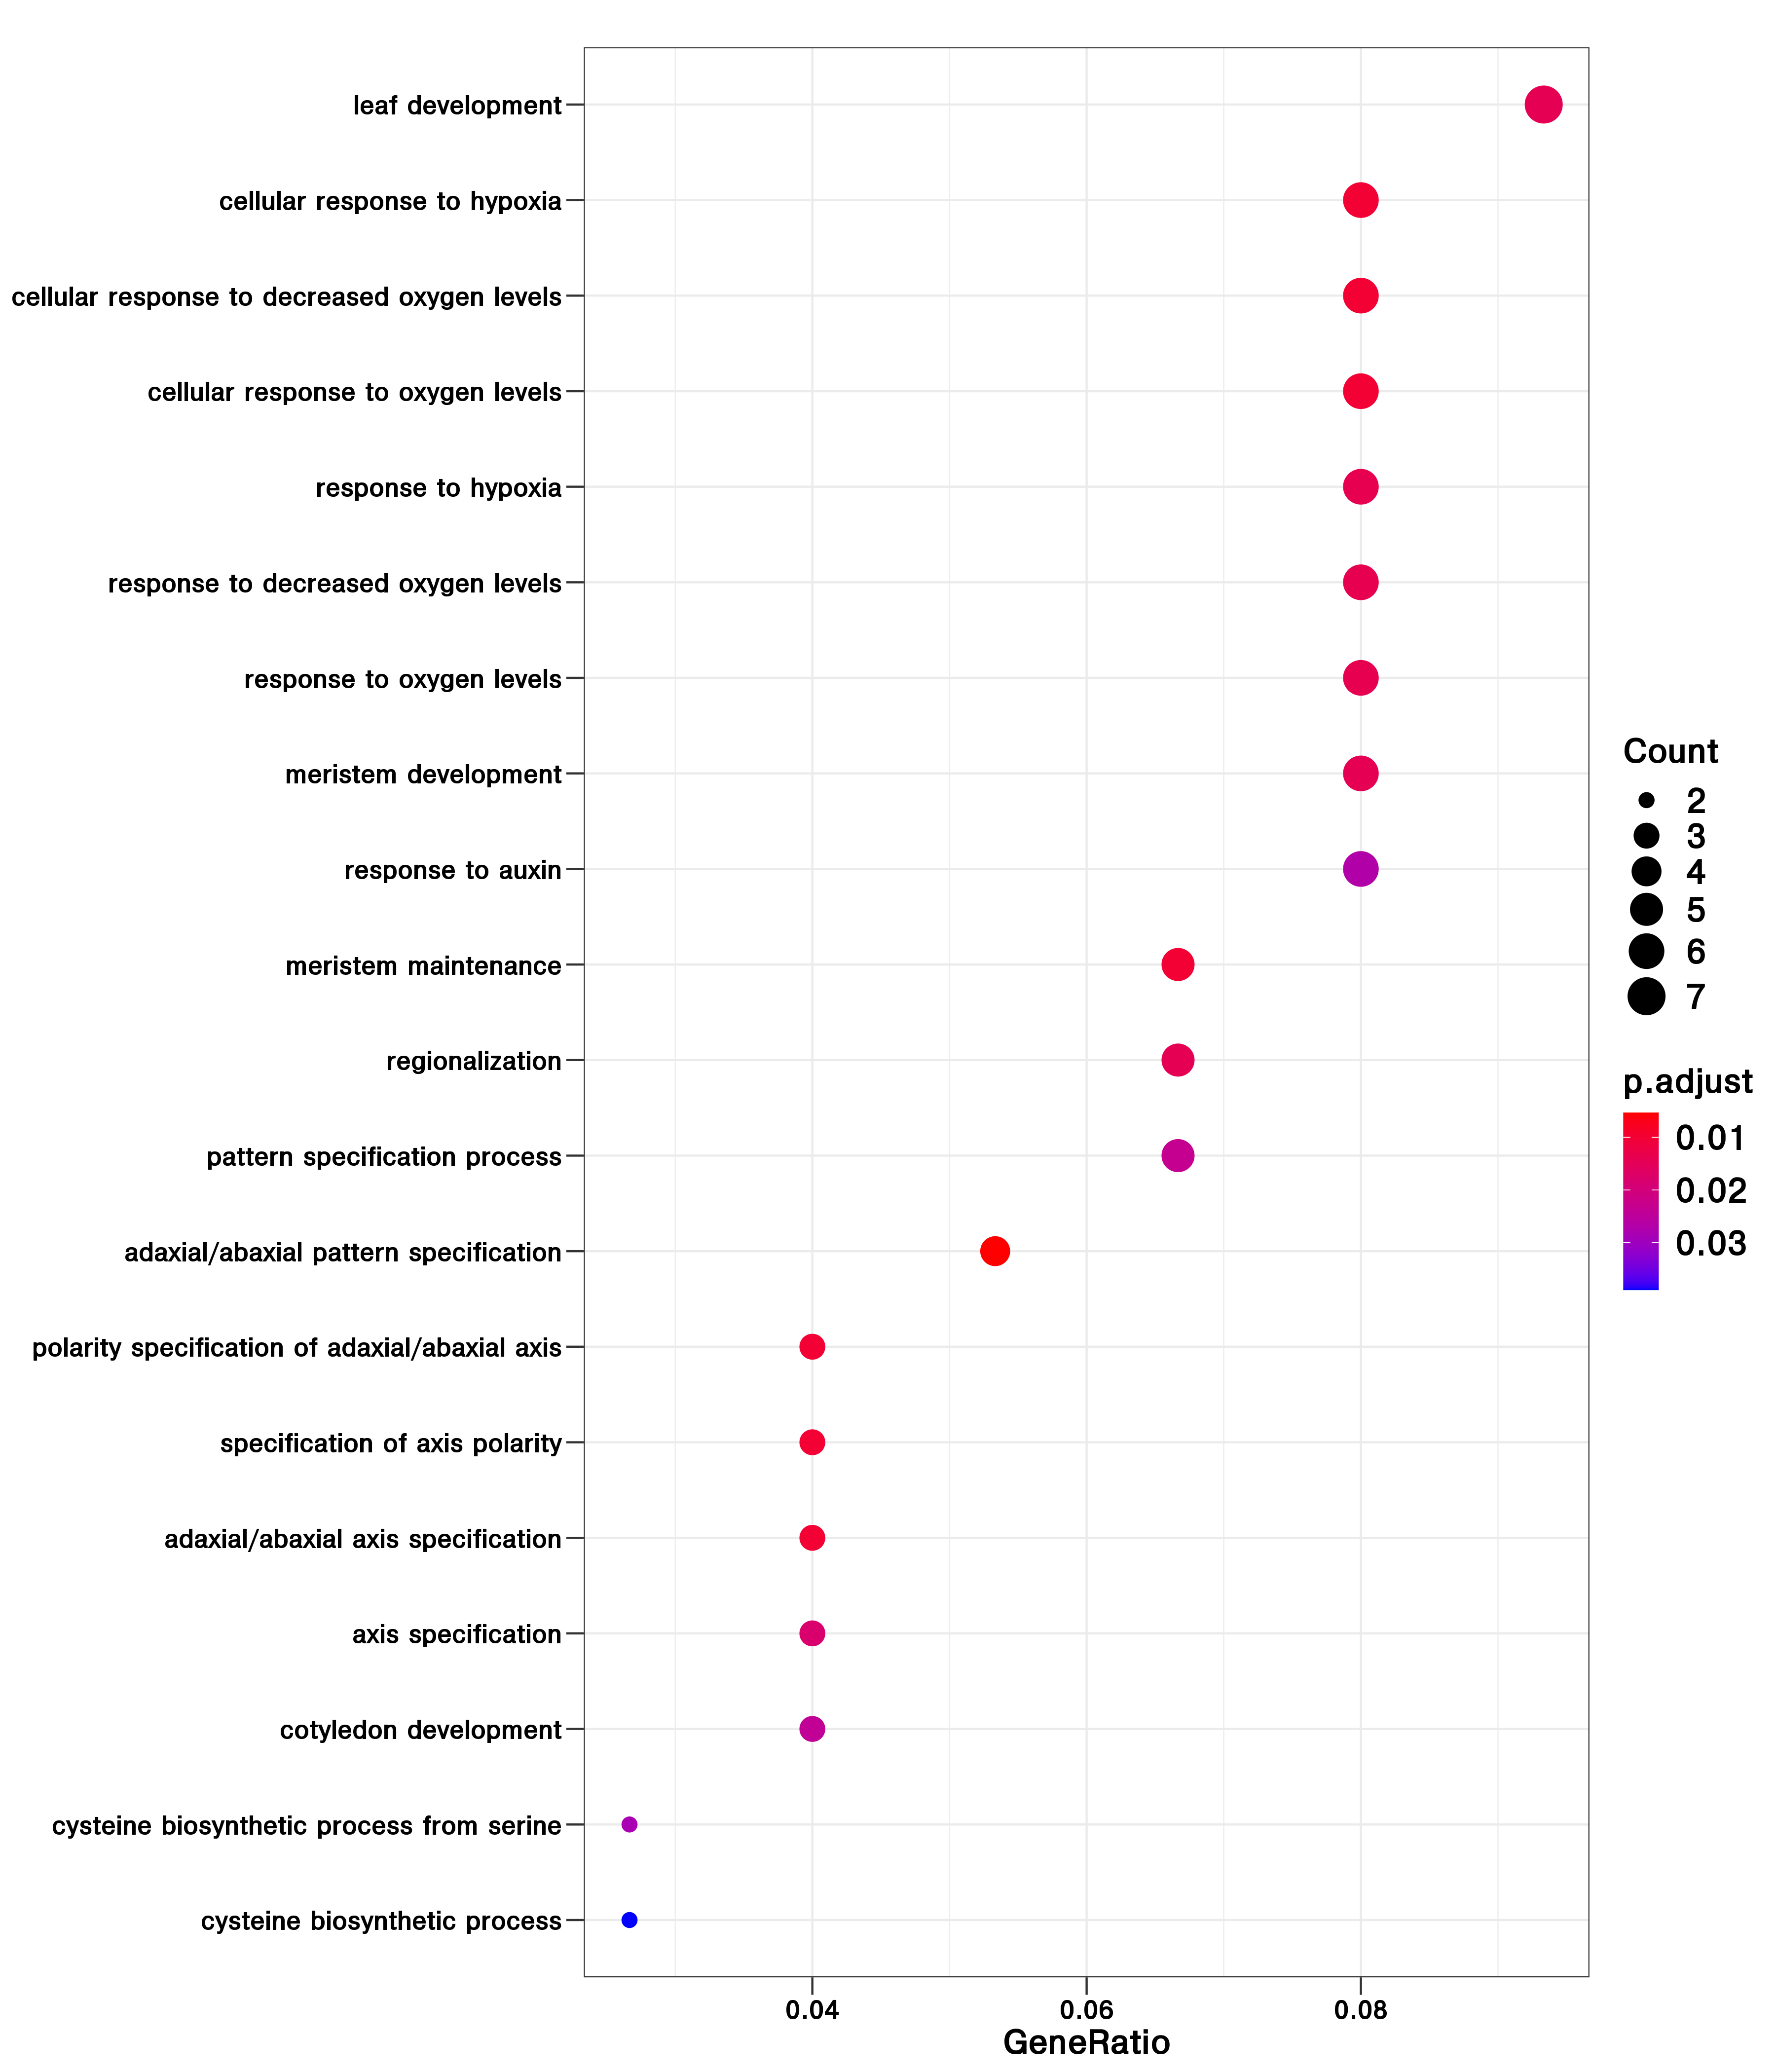 leaf development
cellular response to hypoxia
cellular response to decreased oxygen levels
cellular response to oxygen levels
response to hypoxia
response to decreased oxygen levels
response to oxygen levels
meristem development
response to auxin
meristem maintenance
regionalization
pattern specification process
adaxial/abaxial pattern specification
polarity specification of adaxial/abaxial axis
specification of axis polarity
adaxial/abaxial axis specification
axis specification
cotyledon development
cysteine biosynthetic process from serine
cysteine biosynthetic process
0.04 0.06 0.08
GeneRatio
Count
2
3
4
5
6
7
p.adjust
0.01
0.02
0.03